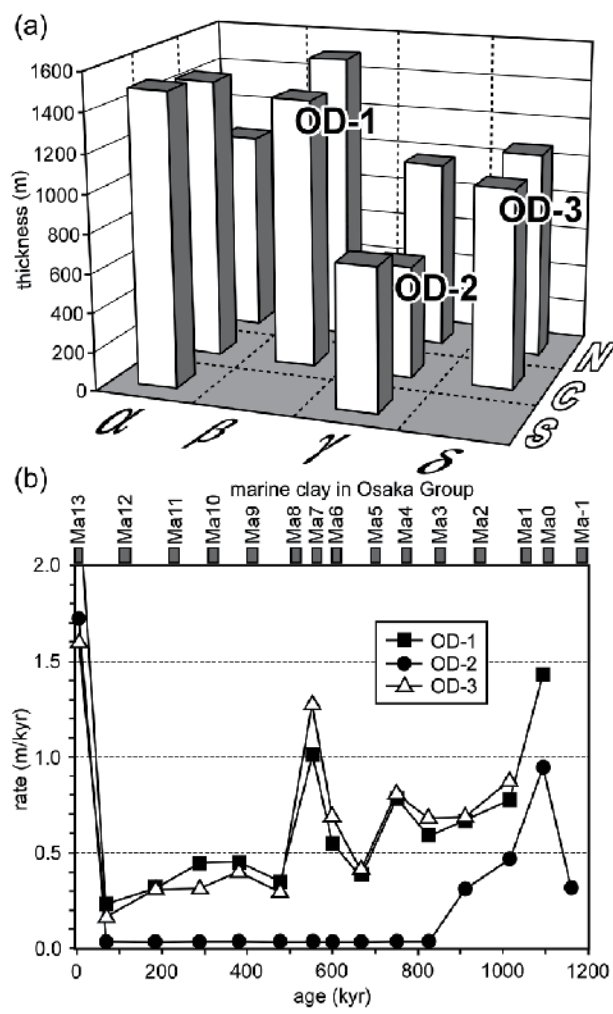 (a)
1600
1400
1200
1000
800
600
400
200
0
thickness (m)
OD-1
OD-3
OD-2
α β γ δ
N
C
S
(b)
marine clay in Osaka Group
Ma13 Ma12 Ma11 Ma10 Ma9 Ma8 Ma7 Ma6 Ma5 Ma4 Ma3 Ma2 Ma1 Ma0 Ma-1
2.0
1.5
1.0
0.5
0.0
rate (m/kyr)
OD-1
OD-2
OD-3
0 200 400 600 800 1000 1200
age (kyr)